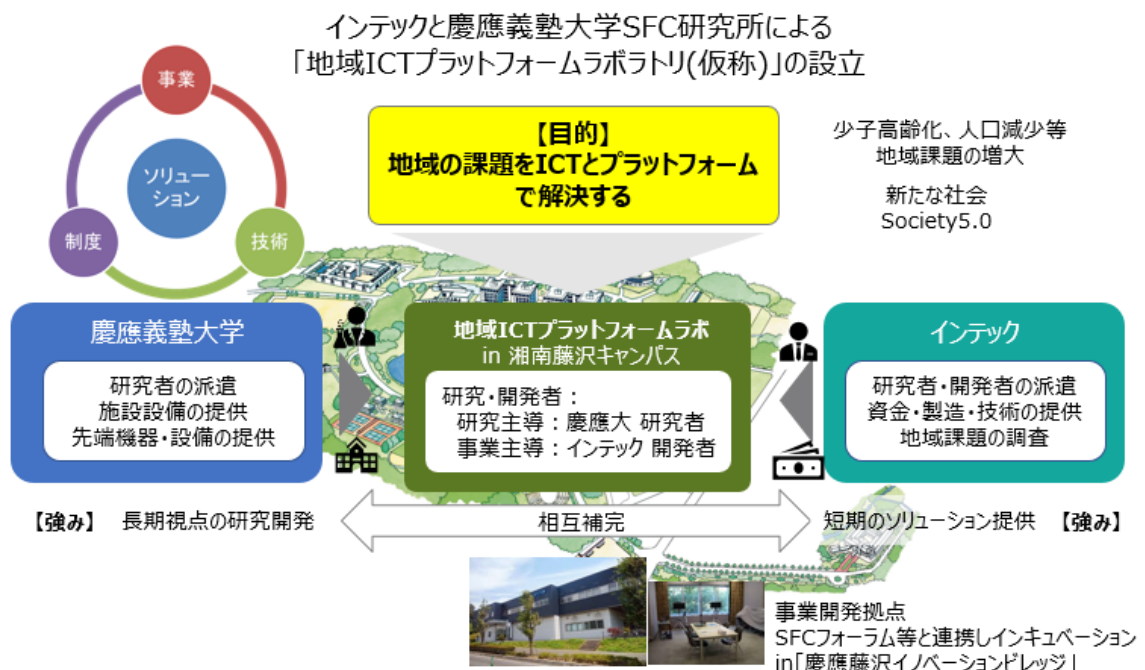 インテックと慶應義塾大学SFC研究所による
「地域ICTプラットフォームラボラトリ(仮称)」の設立
事業
ソリュー
ション
制度
技術
【目的】
地域の課題をICTとプラットフォーム
で解決する
少子高齢化、人口減少等
地域課題の増大
新たな社会
Society5.0
慶應義塾大学
研究者の派遣
施設設備の提供
先端機器・設備の提供
地域ICTプラットフォームラボ
in 湘南藤沢キャンパス
研究・開発者：
研究主導：慶應大 研究者
事業主導：インテック 開発者
インテック
研究者・開発者の派遣
資金・製造・技術の提供
地域課題の調査
【強み】 長期視点の研究開発
相互補完
短期のソリューション提供 【強み】
事業開発拠点
SFCフォーラム等と連携しインキュベーション
in「慶應藤沢イノベーションビレッジ」